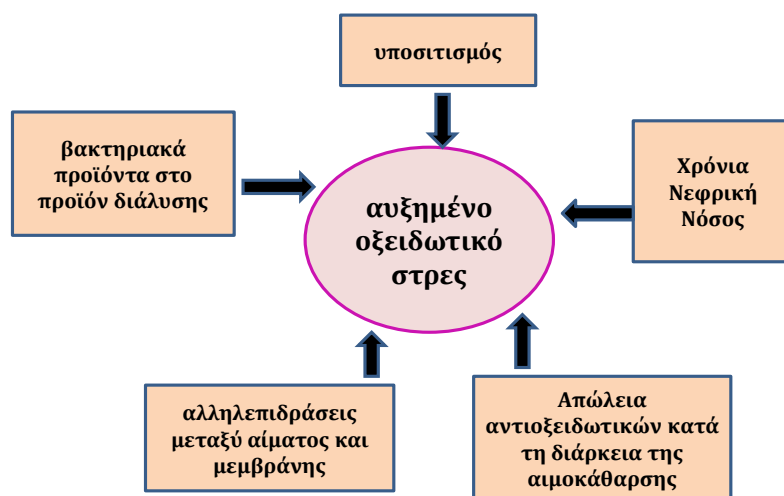 υποσιτισμός
βακτηριακά
προϊόντα στο
προϊόν διάλυσης
Χρόνια
Νεφρική
Νόσος
αυξημένο
οξειδωτικό
στρες
αλληλεπιδράσεις
μεταξύ αίματος και
μεμβράνης
Απώλεια
αντιοξειδωτικών κατά
τη διάρκεια της
αιμοκάθαρσης